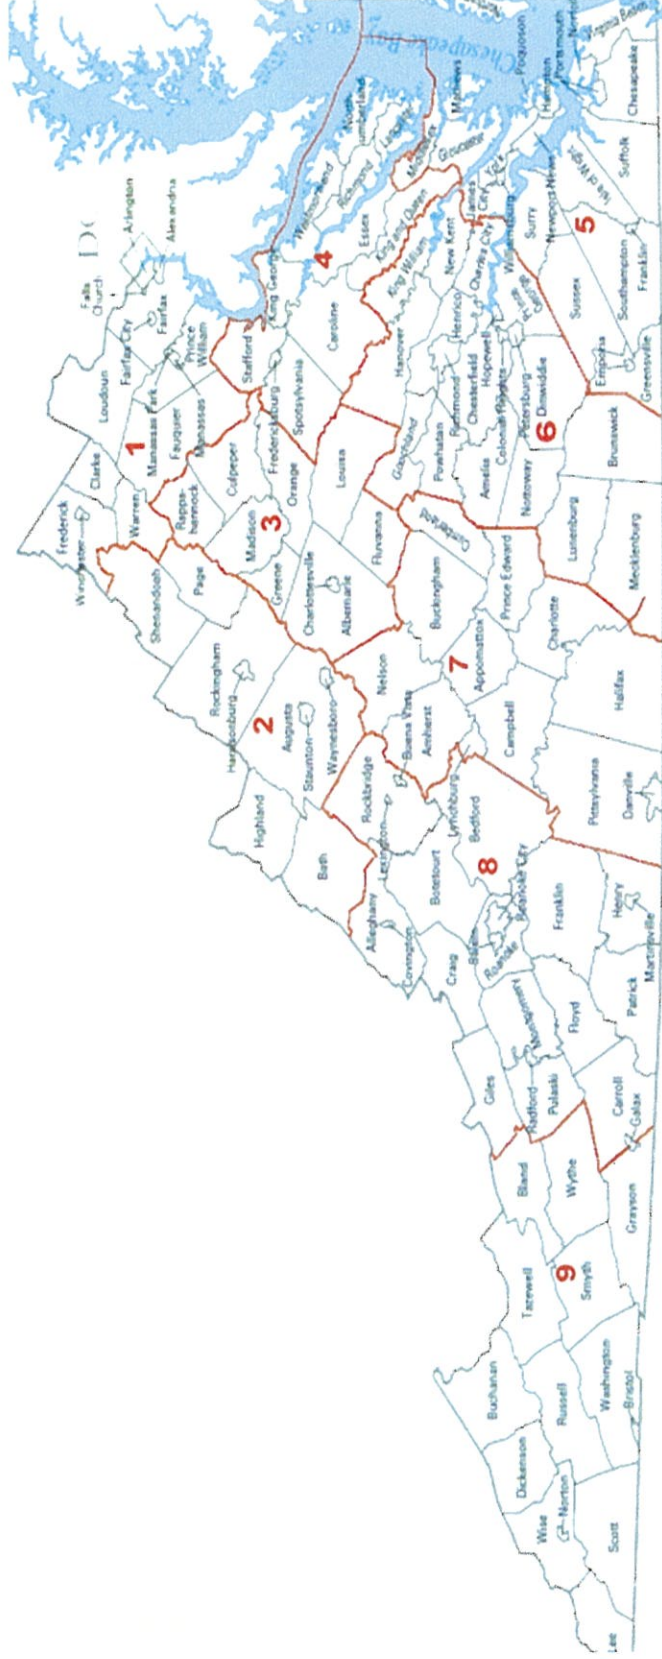 DC
Chesapeake Bay
Winchester
Frederick
Clarke
Loudoun
Falls
Church
Arlington
Alexandria
Fairfax City
Fairfax
Warren
1
Manassas Park
Fauquier
Manassas
Prince
William
Shenandoah
Page
Rappa-
hannock
Culpeper
Stafford
King George
Westmoreland
Rockingham
Harrisonburg
2
Augusta
Staunton
Waynesboro
Highland
Bath
Madison
3
Greene
Orange
Fredericksburg
Spotsylvania
Caroline
4
Essex
Richmond
Northumberland
Lancaster
Middlesex
Mathews
Gloucester
King and Queen
King William
Charlottesville
Albemarle
Louisa
Fluvanna
Goochland
Hanover
New Kent
Henrico
Richmond
Charles City
James
City
York
Williamsburg
Poquoson
Hampton
Newport News
Portsmouth
Norfolk
Virginia Beach
Chesapeake
Suffolk
Isle of Wight
Surry
5
Sussex
Southampton
Franklin
Emporia
Greensville
Nelson
Buckingham
Cumberland
Powhatan
Chesterfield
Hopewell
Colonial Heights
Petersburg
Dinwiddie
Prince
George
6
Amelia
Nottoway
Brunswick
Lunenburg
Mecklenburg
Prince Edward
Charlotte
Appomattox
7
Buena Vista
Amherst
Campbell
Halifax
Pittsylvania
Danville
Rockbridge
Lexington
Lynchburg
Bedford
8
Botetourt
Alleghany
Covington
Craig
Salem
Roanoke
Roanoke City
Franklin
Henry
Martinsville
Patrick
Floyd
Montgomery
Giles
Radford
Pulaski
Carroll
Galax
Bland
Wythe
Grayson
Tazewell
9
Smyth
Buchanan
Russell
Washington
Bristol
Dickenson
Wise
Norton
Scott
Lee